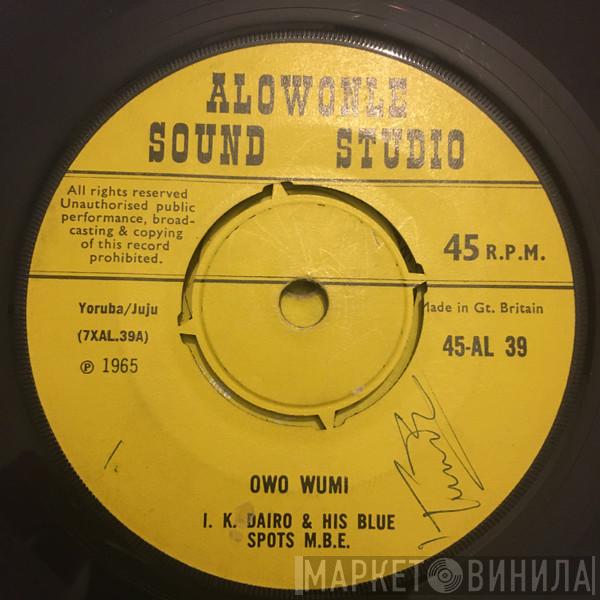 ALOWONLE
SOUND STUDIO
All rights reserved
Unauthorised public
performance, broad-
casting & copying
of this record
prohibited.
45 R.P.M.
Yoruba/Juju
(7XAL.39A)
℗ 1965
Made in Gt. Britain
45-AL 39
1.
OWO WUMI
I. K. DAIRO & HIS BLUE
SPOTS M.B.E.
МАРКЕТ ВИНИЛА